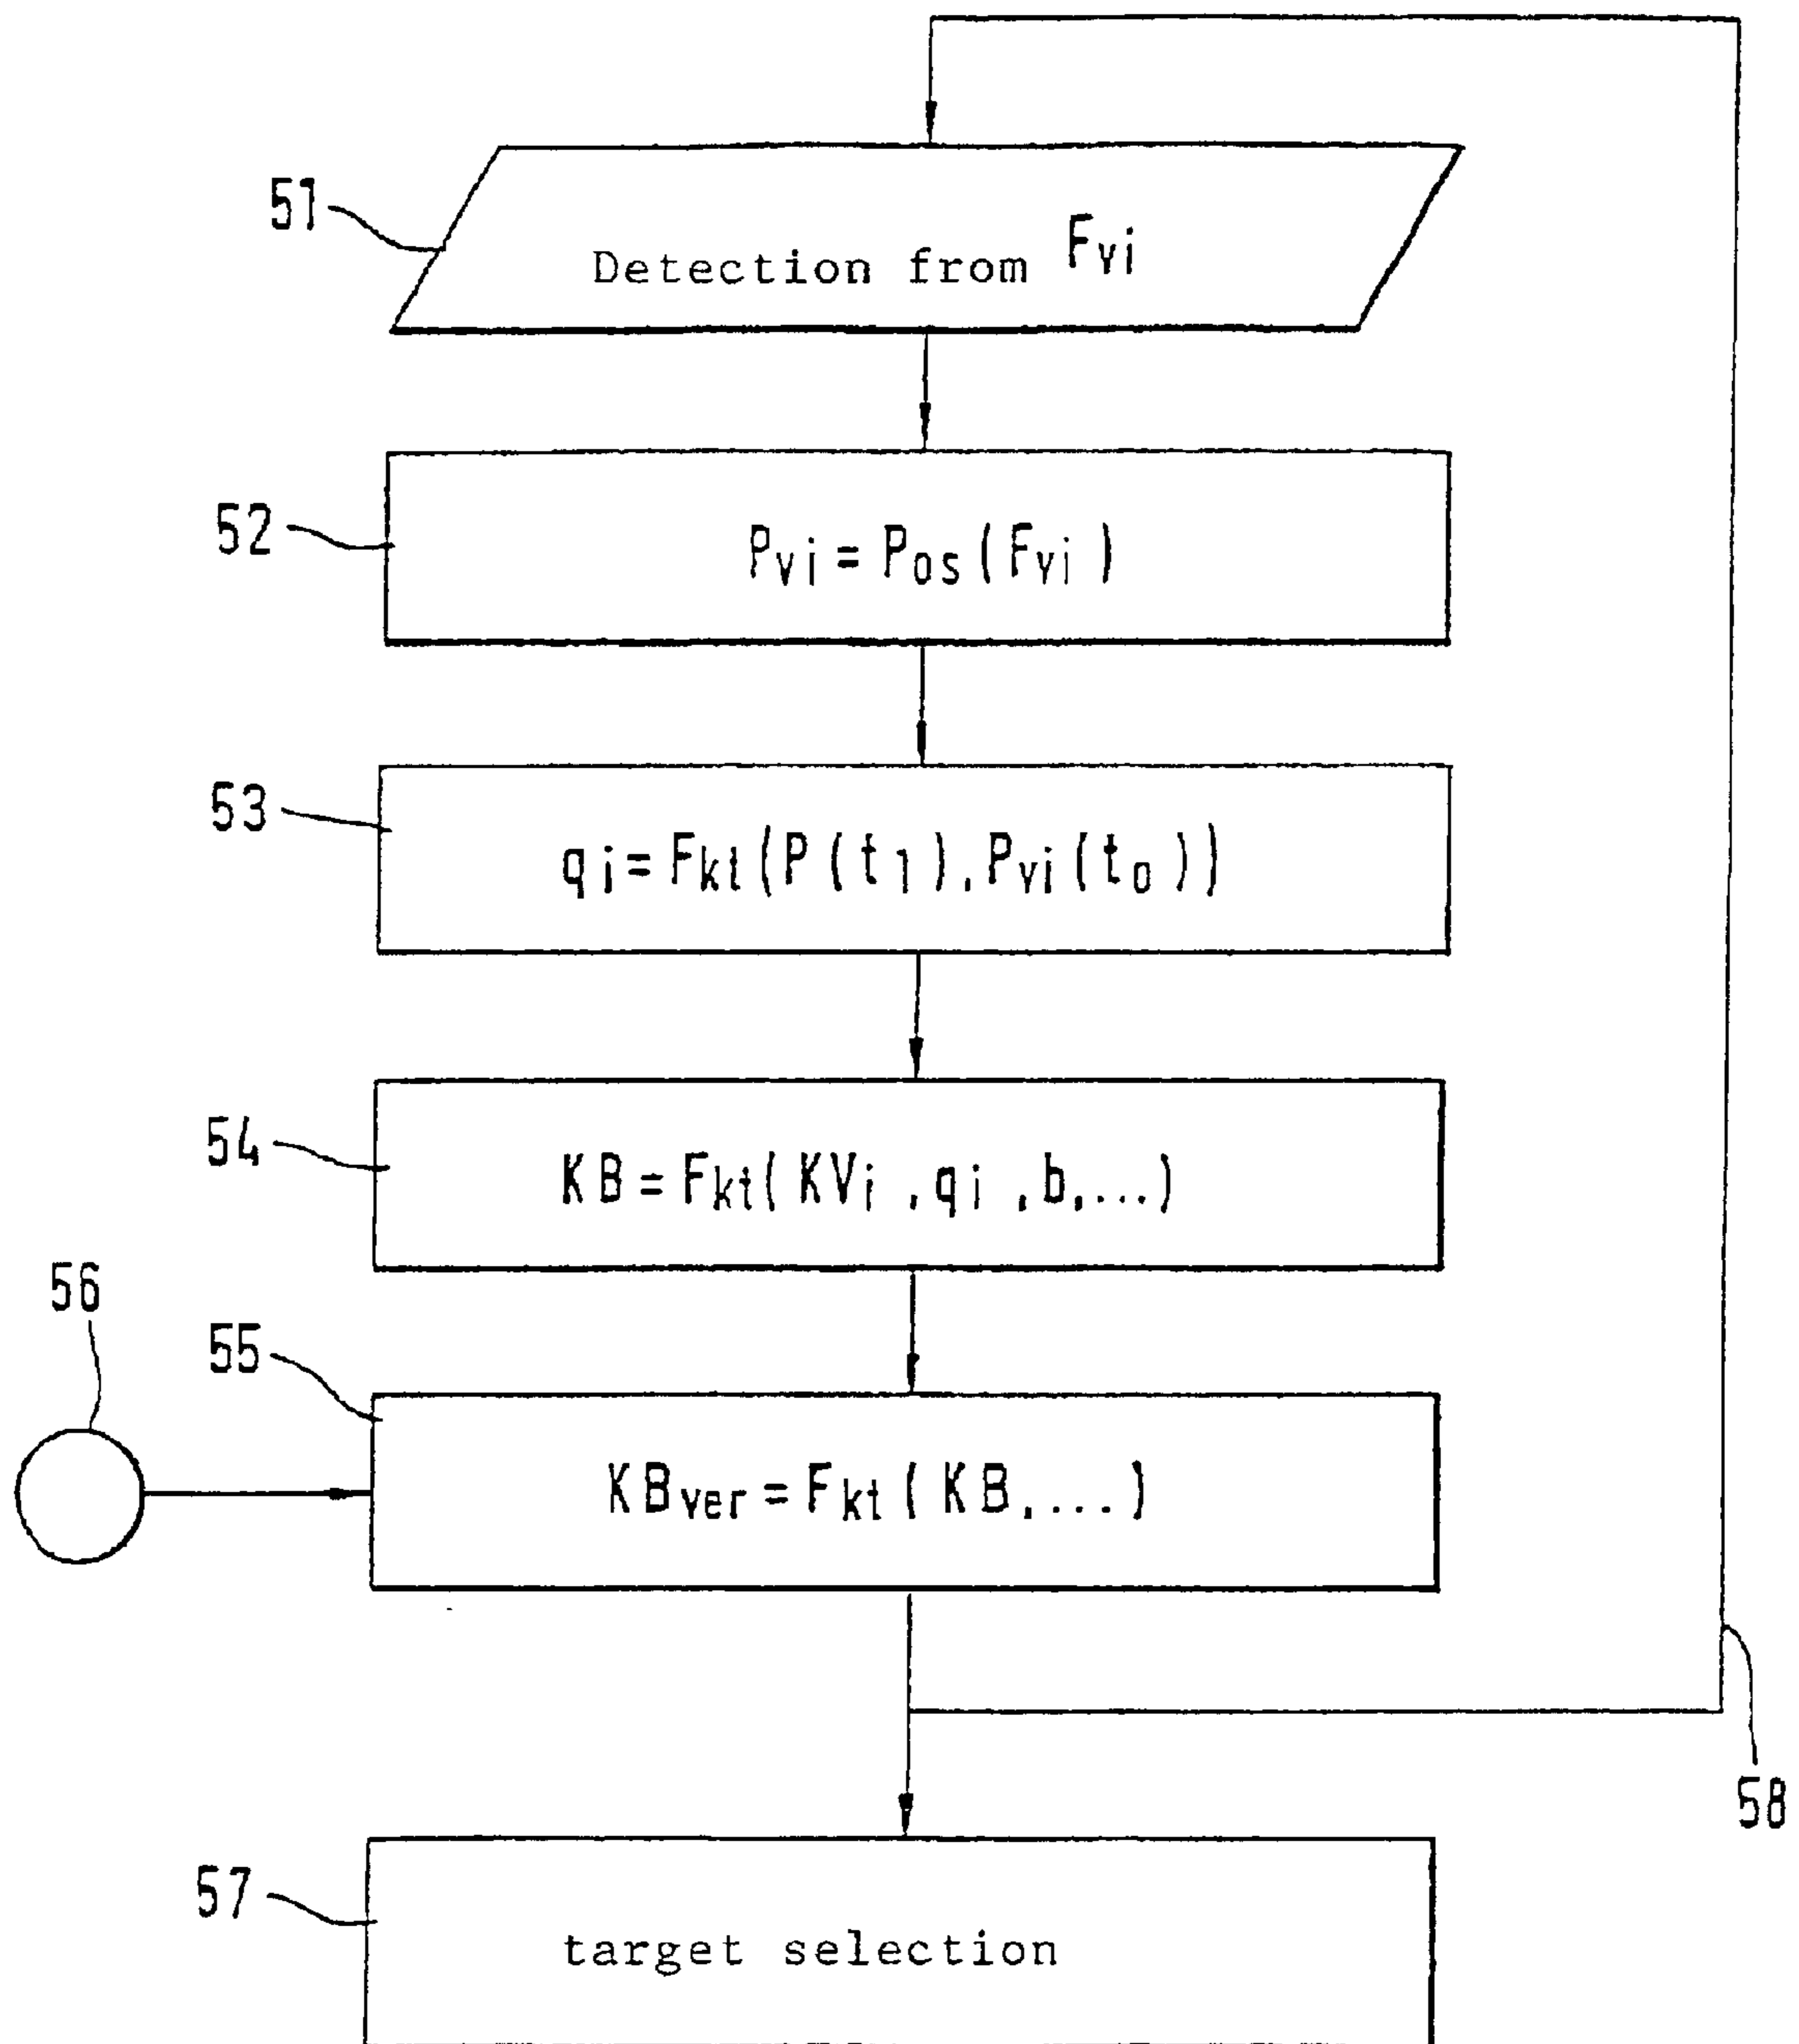 51
Detection from Fvi
52
Pvi = Pos ( Fvi )
53
qi = Fkt ( P ( t1 ) , Pvi ( t0 ) )
54
KB = Fkt ( KVi , qi , b, ... )
56
55
KBver = Fkt ( KB, .... )
58
57
target selection